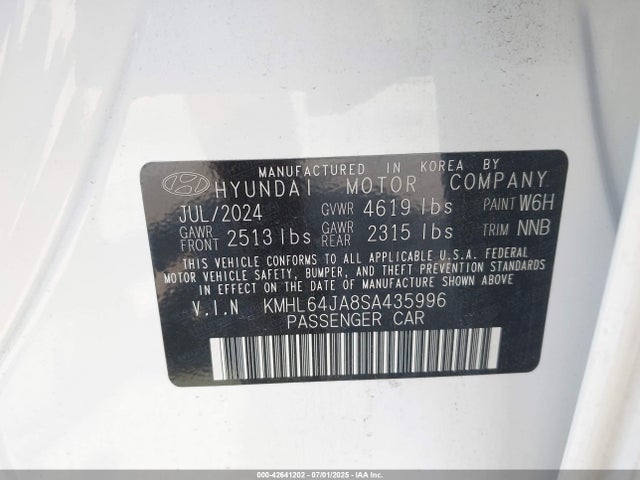 MANUFACTURED IN KOREA BY
HYUNDAI MOTOR COMPANY
JUL/2024 GVWR 4619 lbs PAINT W6H
GAWR FRONT 2513 lbs GAWR REAR 2315 lbs TRIM NNB
THIS VEHICLE CONFORMS TO ALL APPLICABLE U.S.A. FEDERAL
MOTOR VEHICLE SAFETY, BUMPER, AND THEFT PREVENTION STANDARDS
IN EFFECT ON THE DATE OF MANUFACTURE SHOWN ABOVE
V.I.N KMHL64JA8SA435996
PASSENGER CAR
000-42641202 - 07/01/2025 - IAAI.COM